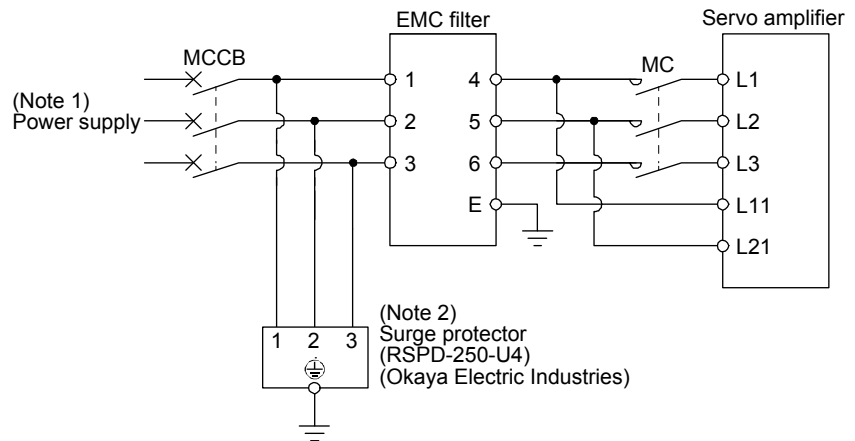 EMC filter
Servo amplifier
MCCB
MC
1
4
L1
(Note 1)
Power supply
2
5
L2
3
6
L3
E
L11
L21
(Note 2)
Surge protector
(RSPD-250-U4)
(Okaya Electric Industries)
1 2 3